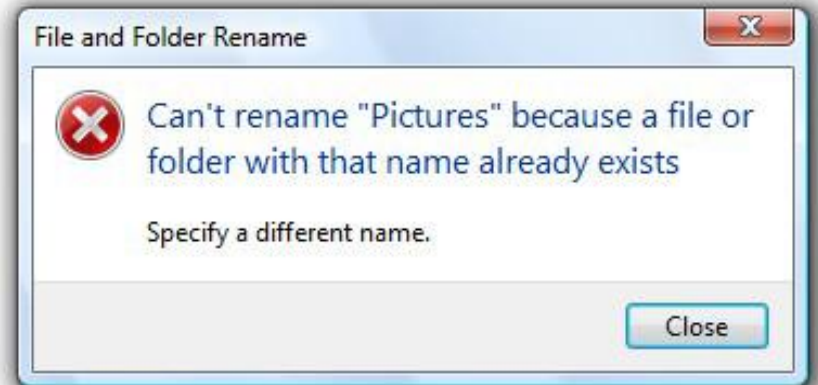 File and Folder Rename
Can't rename "Pictures" because a file or
folder with that name already exists
Specify a different name.
Close